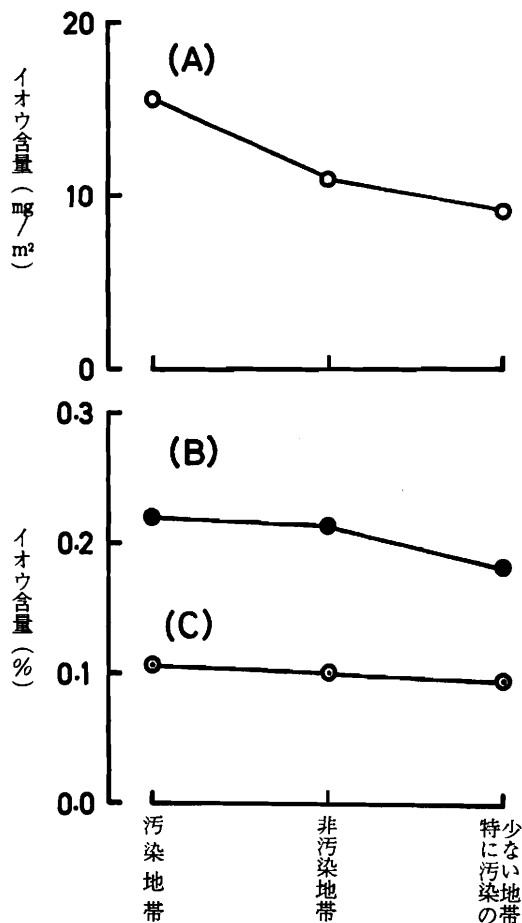 20
(A)
10
0
イオウ含量(mg/m²)
0.3
(B)
0.2
(C)
0.1
0.0
イオウ含量(%)
汚染地帯
非汚染地帯
特に汚染の
少ない地帯